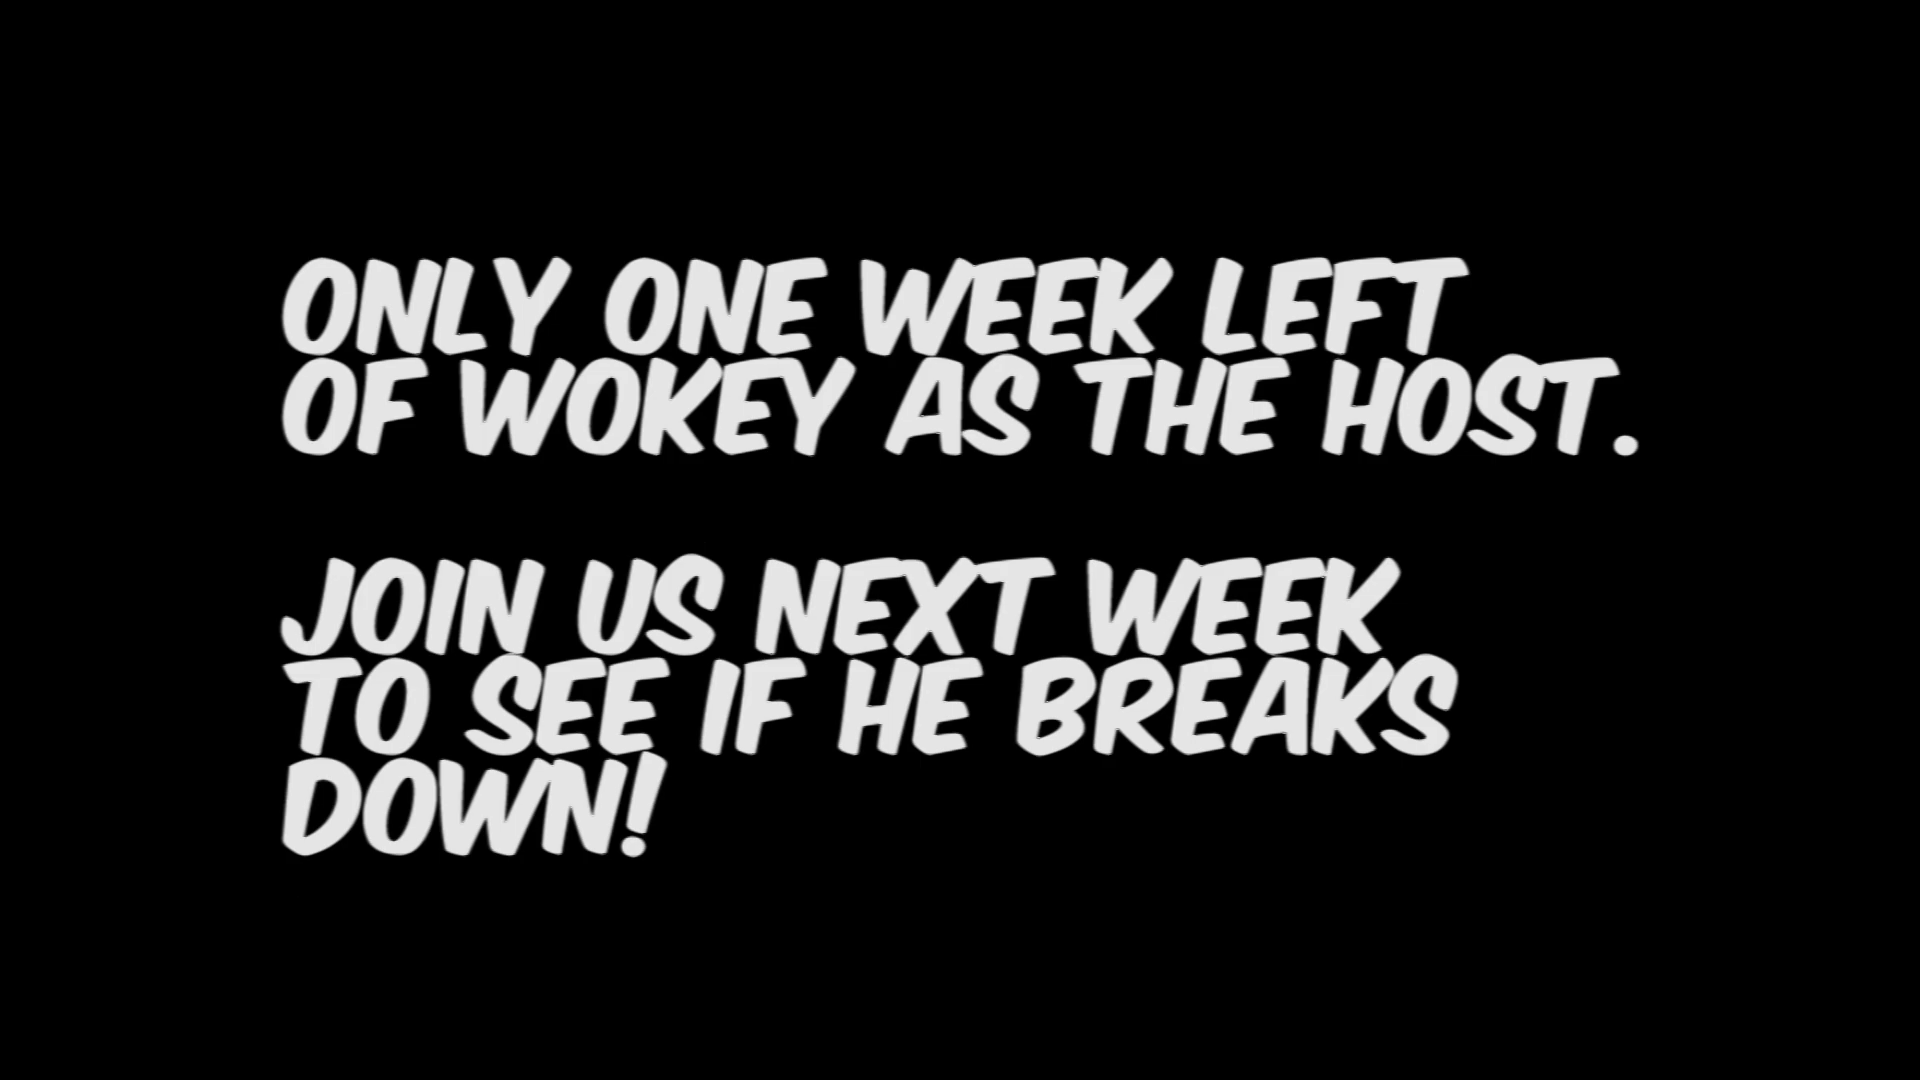 ONLY ONE WEEK LEFT
OF WOKEY AS THE HOST.
JOIN US NEXT WEEK
TO SEE IF HE BREAKS
DOWN!